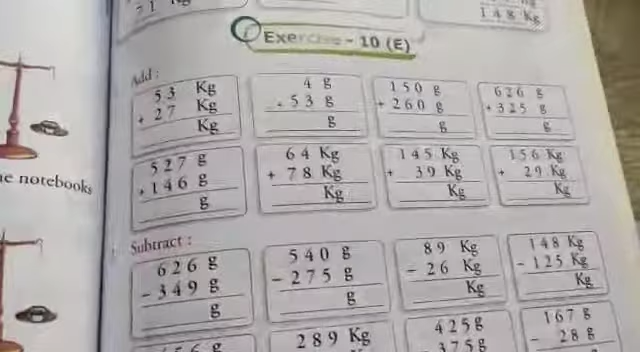 148 Kg
Exercise - 10 (E)
Add :
53 Kg
+ 27 Kg
Kg
4 g
+ 53 g
g
150 g
+ 260 g
g
626 g
+ 325 g
g
527 g
+ 146 g
g
64 Kg
+ 78 Kg
Kg
145 Kg
+ 39 Kg
Kg
156 Kg
+ 29 Kg
Kg
notebooks
Subtract :
626 g
- 349 g
g
540 g
- 275 g
g
89 Kg
- 26 Kg
Kg
148 Kg
- 125 Kg
Kg
289 Kg
425 g
375 g
167 g
- 28 g